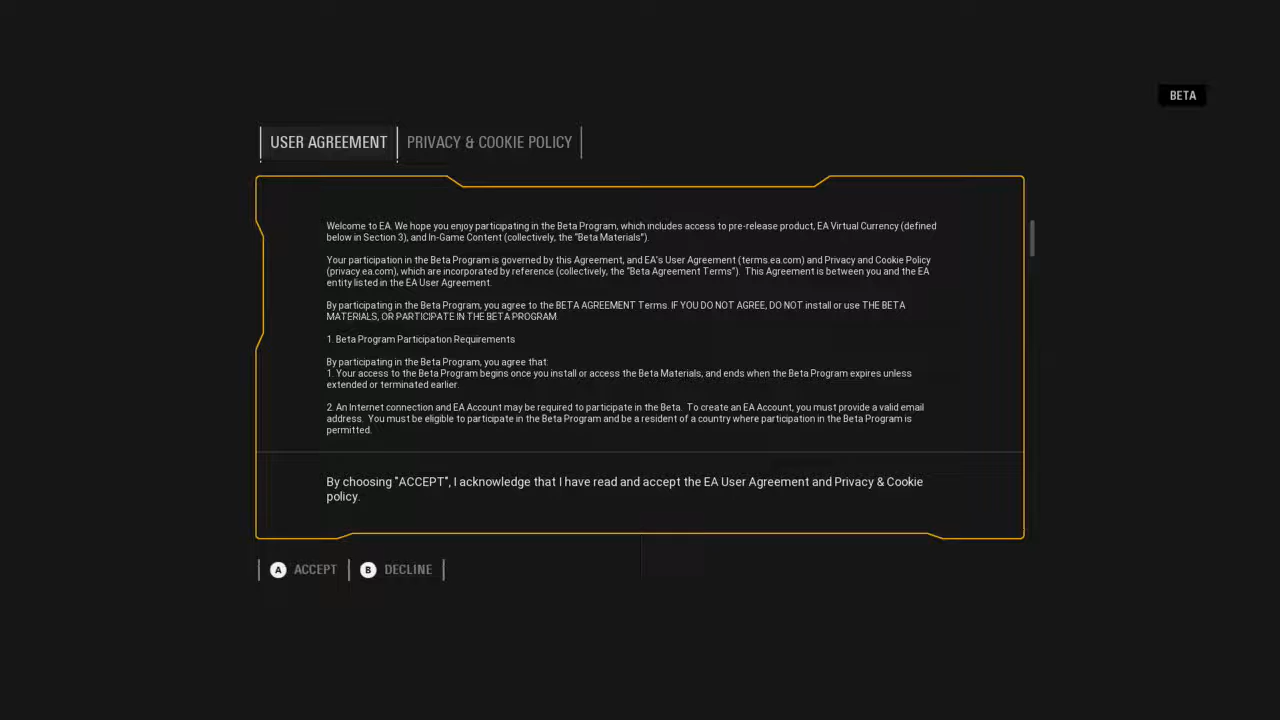 BETA
USER AGREEMENT
PRIVACY & COOKIE POLICY
Welcome to EA. We hope you enjoy participating in the Beta Program, which includes access to pre-release product, EA Virtual Currency (defined
below in Section 3), and In-Game Content (collectively, the "Beta Materials").
Your participation in the Beta Program is governed by this Agreement, and EA's User Agreement (terms.ea.com) and Privacy and Cookie Policy
(privacy.ea.com), which are incorporated by reference (collectively, the "Beta Agreement Terms").  This Agreement is between you and the EA
entity listed in the EA User Agreement.
By participating in the Beta Program, you agree to the BETA AGREEMENT Terms. IF YOU DO NOT AGREE, DO NOT install or use THE BETA
MATERIALS, OR PARTICIPATE IN THE BETA PROGRAM.
1. Beta Program Participation Requirements
By participating in the Beta Program, you agree that:
1. Your access to the Beta Program begins once you install or access the Beta Materials, and ends when the Beta Program expires unless
extended or terminated earlier.
2. An Internet connection and EA Account may be required to participate in the Beta.  To create an EA Account, you must provide a valid email
address.  You must be eligible to participate in the Beta Program and be a resident of a country where participation in the Beta Program is
permitted.
By choosing "ACCEPT", I acknowledge that I have read and accept the EA User Agreement and Privacy & Cookie
policy.
A ACCEPT
B DECLINE